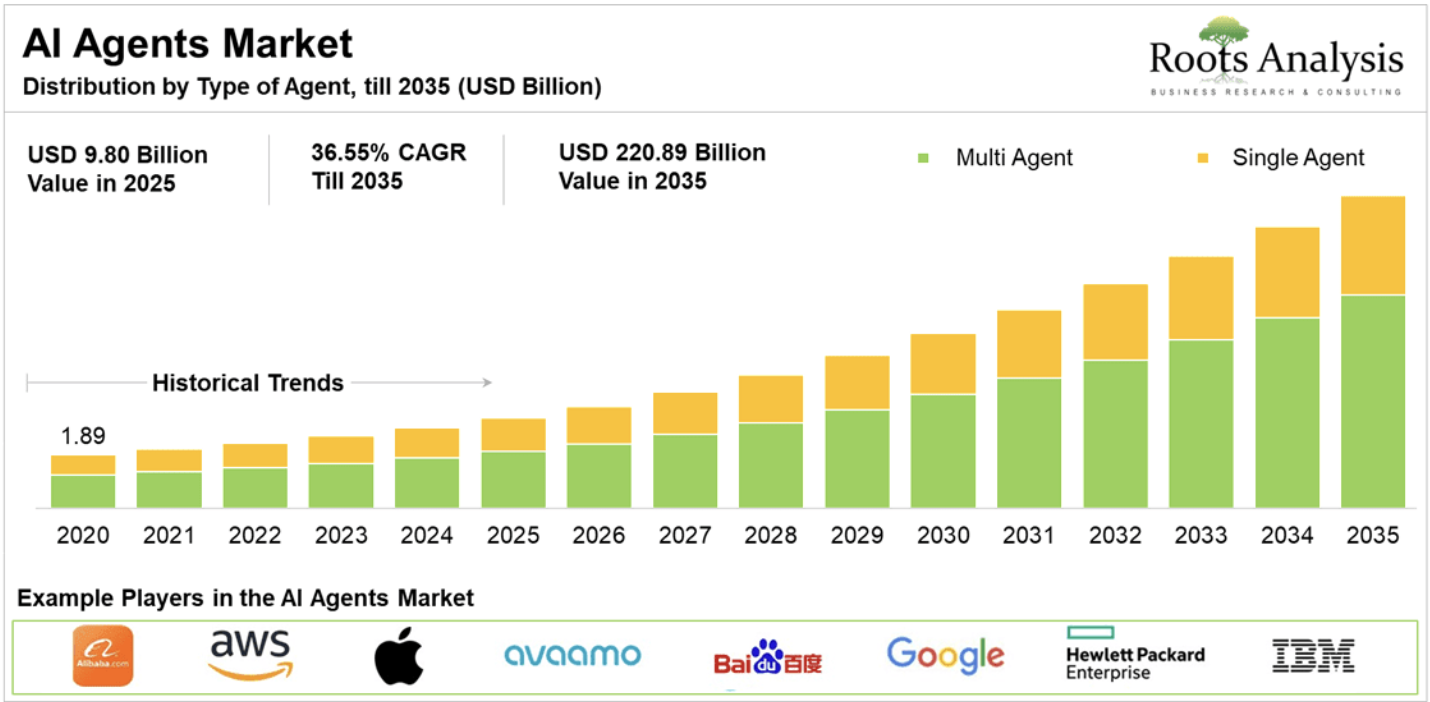 AI Agents Market
Distribution by Type of Agent, till 2035 (USD Billion)
Roots Analysis
BUSINESS RESEARCH & CONSULTING
USD 9.80 Billion
Value in 2025
36.55% CAGR
Till 2035
USD 220.89 Billion
Value in 2035
Multi Agent
Single Agent
Historical Trends
1.89
2020 2021 2022 2023 2024 2025 2026 2027 2028 2029 2030 2031 2032 2033 2034 2035
Example Players in the AI Agents Market
Alibaba.com
aws
avaamo
Bai du 百度
Google
Hewlett Packard
Enterprise
IBM